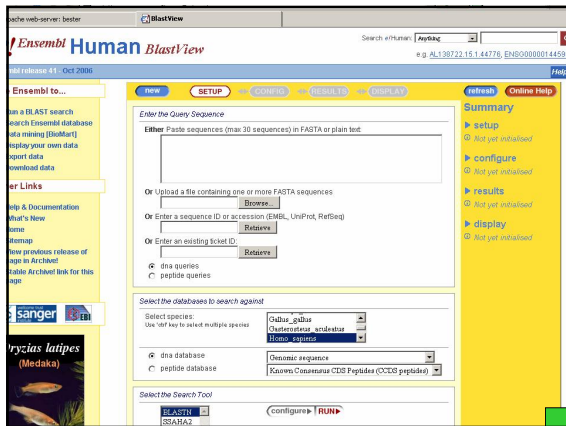 pache web-server: bester
BlastView
Ensembl Human BlastView
Search e! Human: Anything
e.g. AL138722.15.1.44776, ENSG0000014459
mbl release 41 - Oct 2006
Help
Ensembl to...
un a BLAST search
earch Ensembl database
ata mining [BioMart]
isplay your own data
xport data
ownload data
er Links
elp & Documentation
hat's New
ome
itemap
iew previous release of
age in Archive!
table Archive! link for this
age
sanger
EBI
ryzias latipes
(Medaka)
new
SETUP
CONFIG
RESULTS
DISPLAY
Enter the Query Sequence
Either Paste sequences (max 30 sequences) in FASTA or plain text:
Or Upload a file containing one or more FASTA sequences
Browse...
Or Enter a sequence ID or accession (EMBL, UniProt, RefSeq)
Retrieve
Or Enter an existing ticket ID:
Retrieve
dna queries
peptide queries
Select the databases to search against
Select species:
Use 'ctrl' key to select multiple species
Gallus_gallus
Gasterosteus_aculeatus
Homo_sapiens
dna database
Genomic sequence
peptide database
Known Consensus CDS Peptides (CCDS peptides)
Select the Search Tool
BLASTN
SSAHA2
configure
RUN
refresh
Online Help
Summary
setup
Not yet initialised
configure
Not yet initialised
results
Not yet initialised
display
Not yet initialised